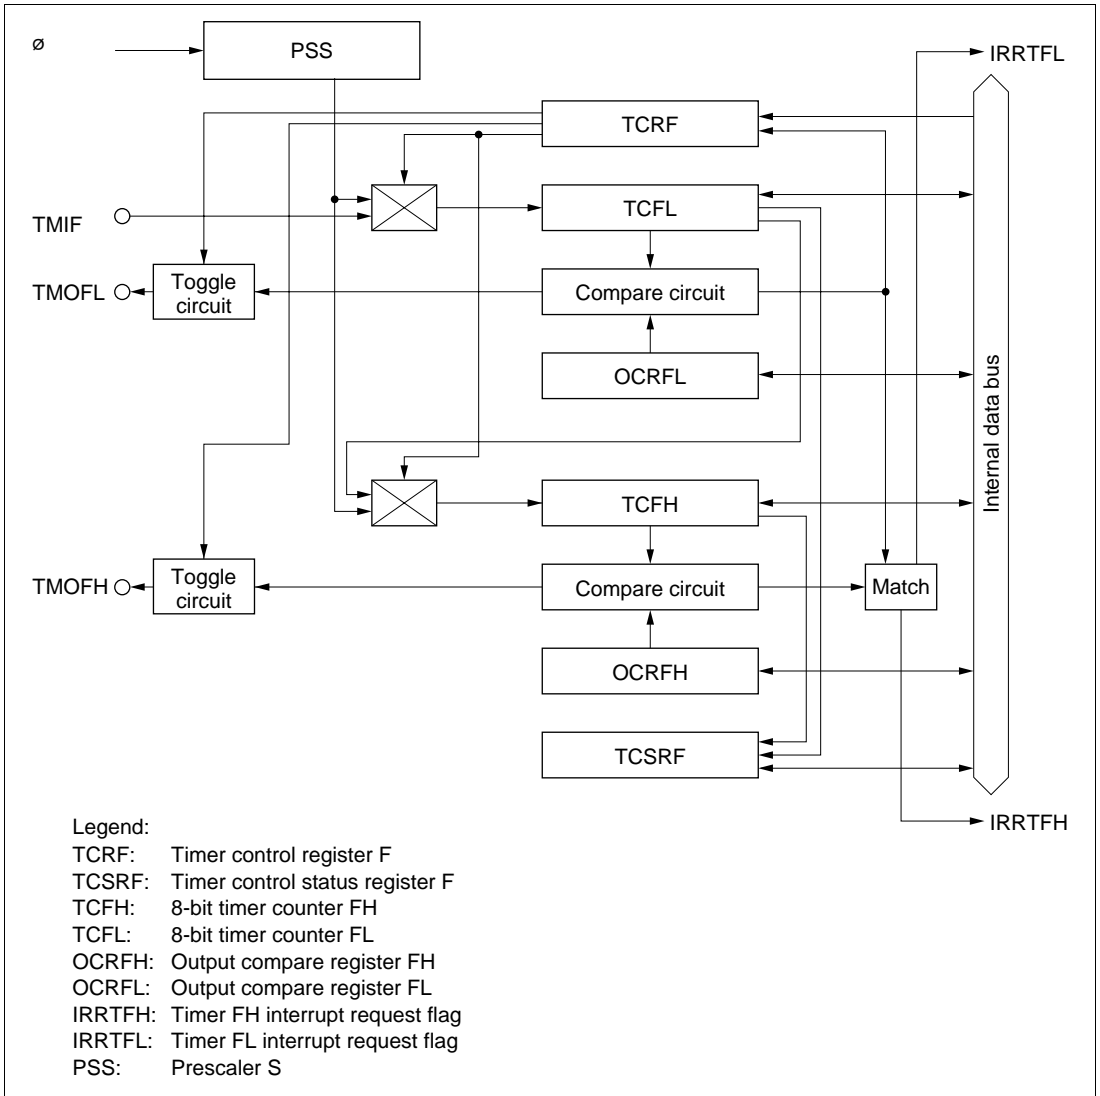 ø
PSS
IRRTFL
TCRF
TMIF
TCFL
TMOFL
Toggle
circuit
Compare circuit
OCRFL
Internal data bus
TCFH
TMOFH
Toggle
circuit
Compare circuit
Match
OCRFH
TCSRF
IRRTFH
Legend:
TCRF: Timer control register F
TCSRF: Timer control status register F
TCFH: 8-bit timer counter FH
TCFL: 8-bit timer counter FL
OCRFH: Output compare register FH
OCRFL: Output compare register FL
IRRTFH: Timer FH interrupt request flag
IRRTFL: Timer FL interrupt request flag
PSS: Prescaler S